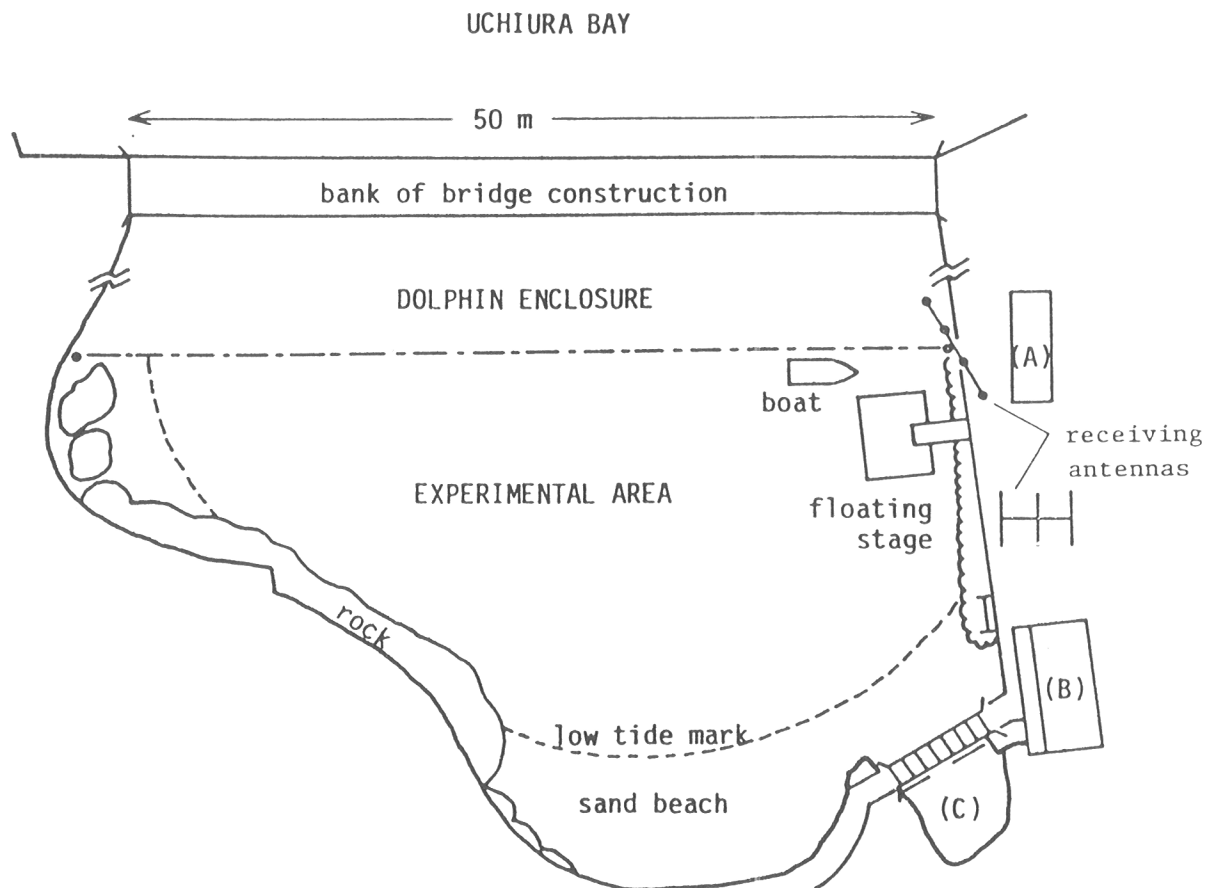 UCHIURA BAY
50 m
bank of bridge construction
DOLPHIN ENCLOSURE
(A)
boat
receiving
antennas
EXPERIMENTAL AREA
floating
stage
rock
(B)
low tide mark
sand beach
(C)